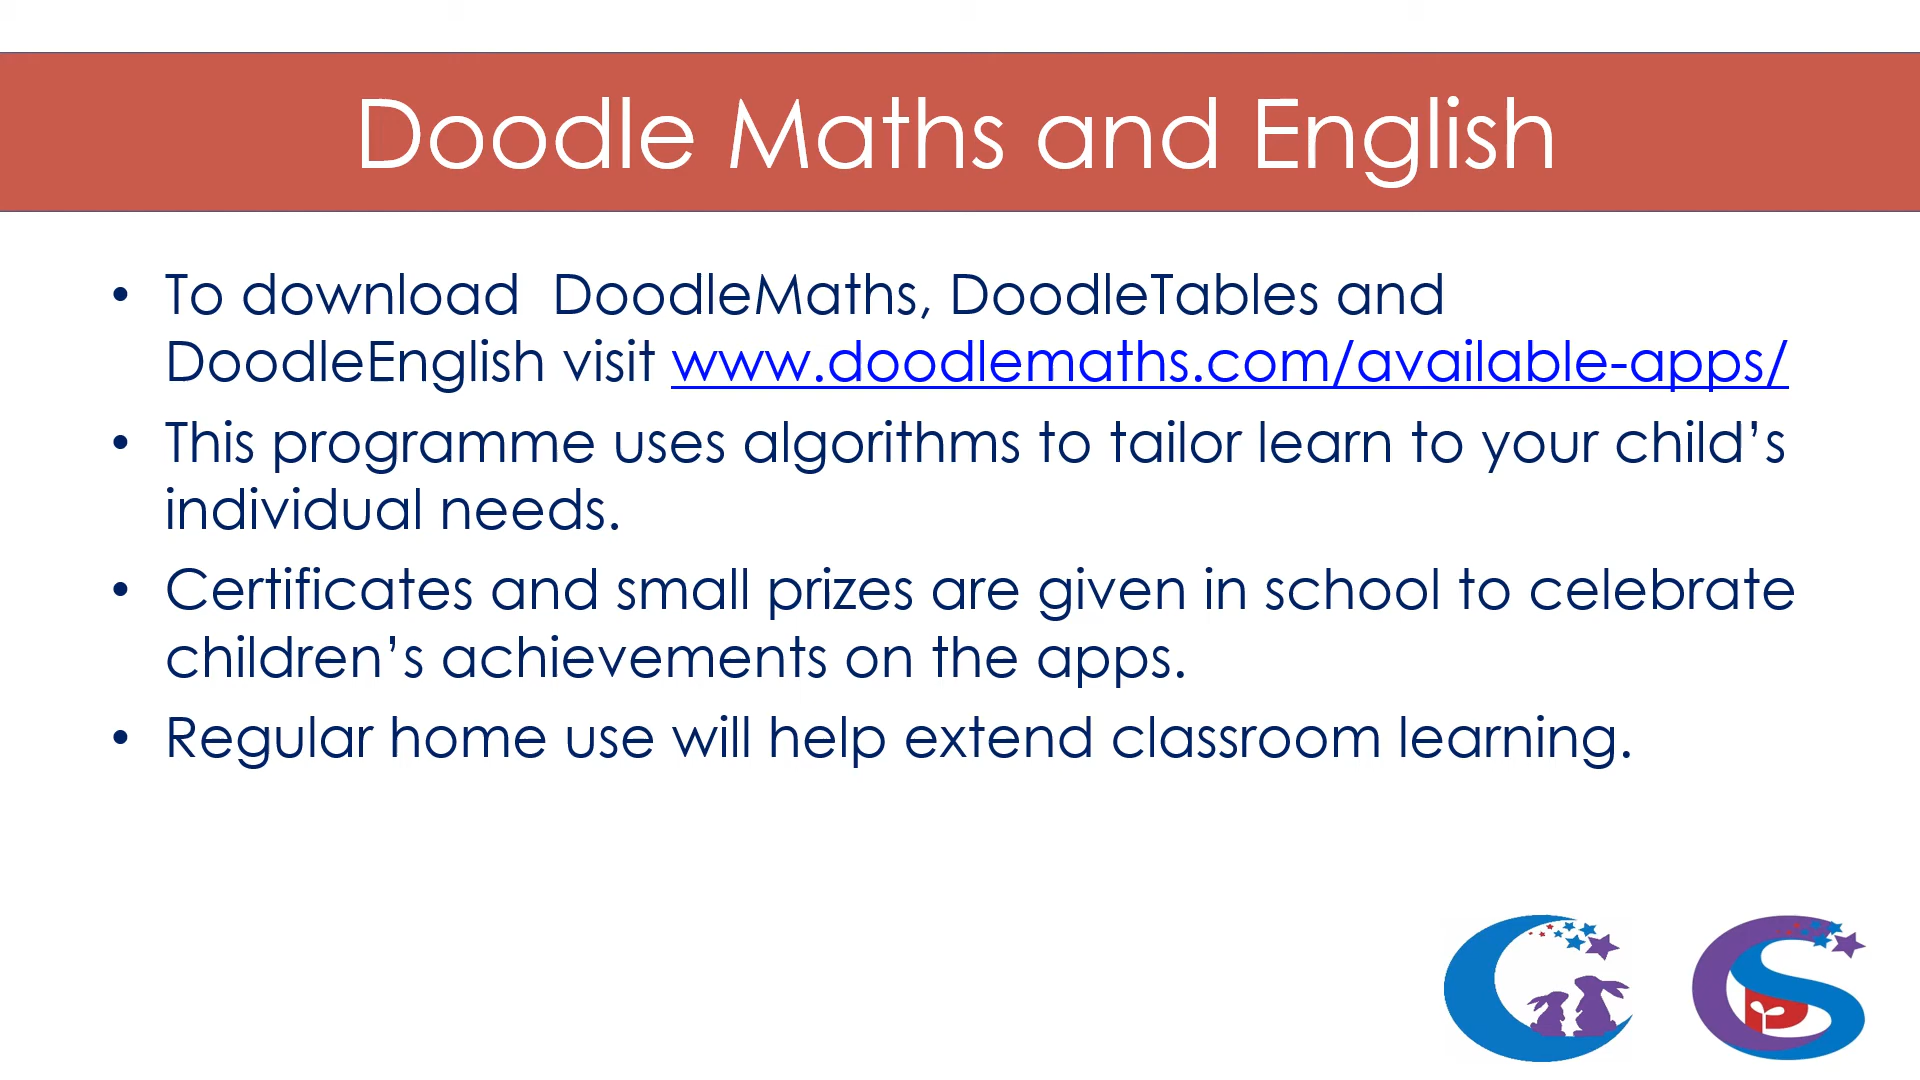 Doodle Maths and English
• To download  DoodleMaths, DoodleTables and
DoodleEnglish visit www.doodlemaths.com/available-apps/
• This programme uses algorithms to tailor learn to your child’s
individual needs.
• Certificates and small prizes are given in school to celebrate
children’s achievements on the apps.
• Regular home use will help extend classroom learning.